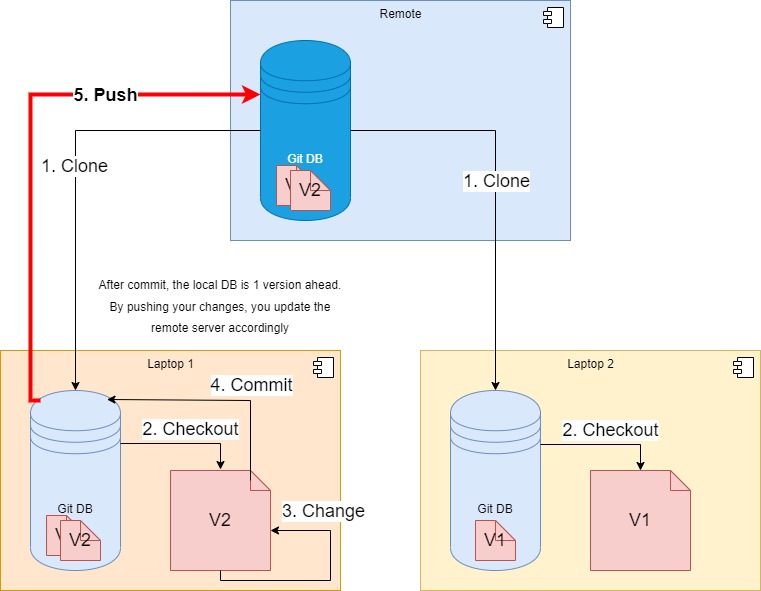 Remote
5. Push
1. Clone
Git DB
V2
1. Clone
After commit, the local DB is 1 version ahead.
By pushing your changes, you update the
remote server accordingly
Laptop 1
4. Commit
2. Checkout
Git DB
V2
V2
3. Change
Laptop 2
2. Checkout
Git DB
V1
V1